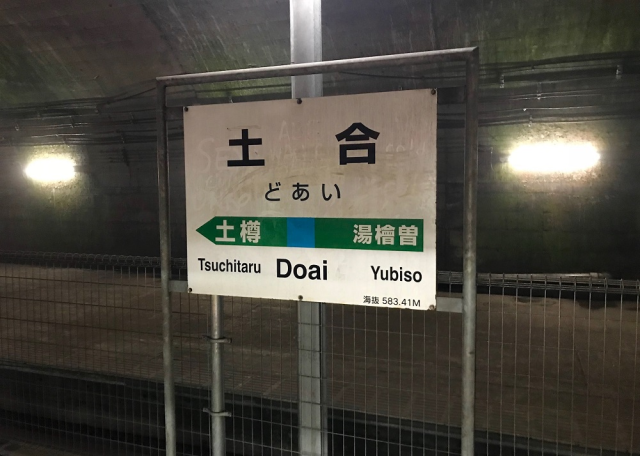 土合
どあい
土樽 湯檜曽
Tsuchitaru Doai Yubiso
海抜 583.41M